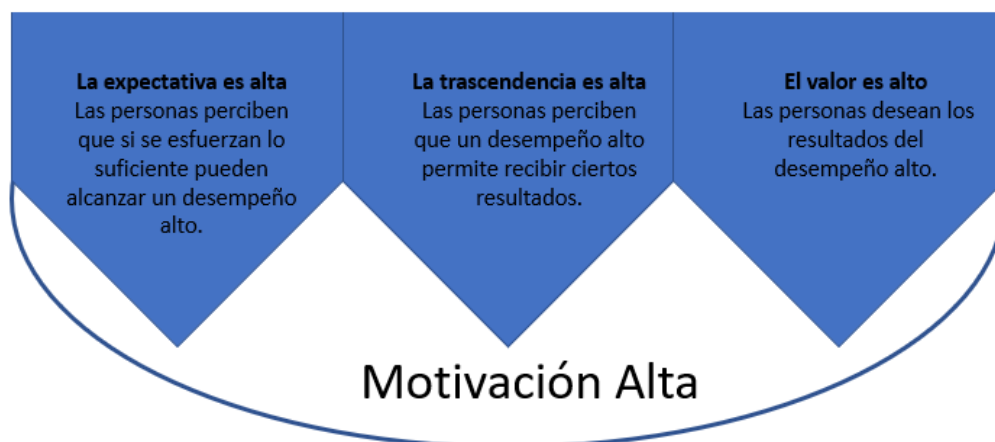 La expectativa es alta
Las personas perciben
que si se esfuerzan lo
suficiente pueden
alcanzar un desempeño
alto.
La trascendencia es alta
Las personas perciben
que un desempeño alto
permite recibir ciertos
resultados.
El valor es alto
Las personas desean los
resultados del
desempeño alto.
Motivación Alta